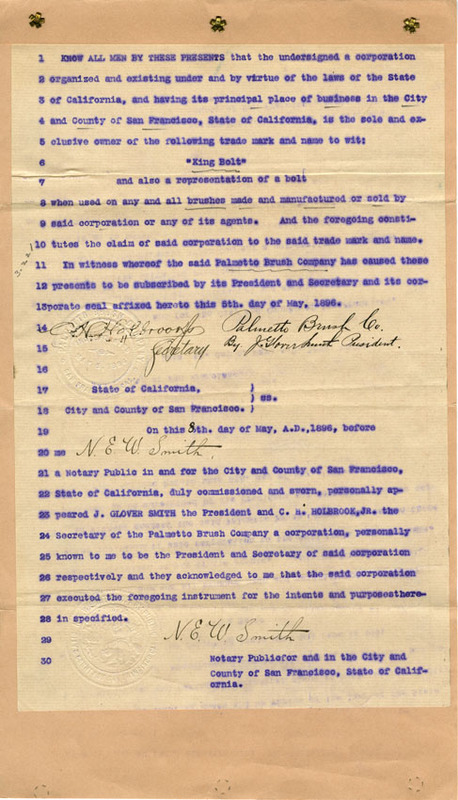 1 KNOW ALL MEN BY THESE PRESENTS that the undersigned a corporation
2 organized and existing under and by virtue of the laws of the State
3 of California, and having its principal place of business in the City
4 and County of San Francisco, State of California, is the sole and ex-
5 clusive owner of the following trade mark and name to wit:
6 "King Bolt"
7 and also a representation of a bolt
8 when used on any and all brushes made and manufactured or sold by
9 said corporation or any of its agents. And the foregoing consti-
10 tutes the claim of said corporation to the said trade mark and name.
11 In witness whereof the said Palmetto Brush Company has caused these
12 presents to be subscribed by its President and Secretary and its cor-
13porate seal affixed hereto this 5th. day of May, 1896.
14 Palmetto Brush Co.
15 Secretary By President.
16
17 State of California, )
) ss.
18 City and County of San Francisco. )
19 On this 8th. day of May, A.D.,1896, before
20 me N. E. W. Smith,
21 a Notary Public in and for the City and County of San Francisco,
22 State of California, duly commissioned and sworn, personally ap-
23 peared J. GLOVER SMITH the President and C. H. HOLBROOK,JR. the
24 Secretary of the Palmetto Brush Company a corporation, personally
25 known to me to be the President and Secretary of said corporation
26 respectively and they acknowledged to me that the said corporation
27 executed the foregoing instrument for the intents and purposesthere-
28 in specified.
29 N. E. W. Smith
30 Notary Publicfor and in the City and
County of San Francisco, State of Calif-
ornia.